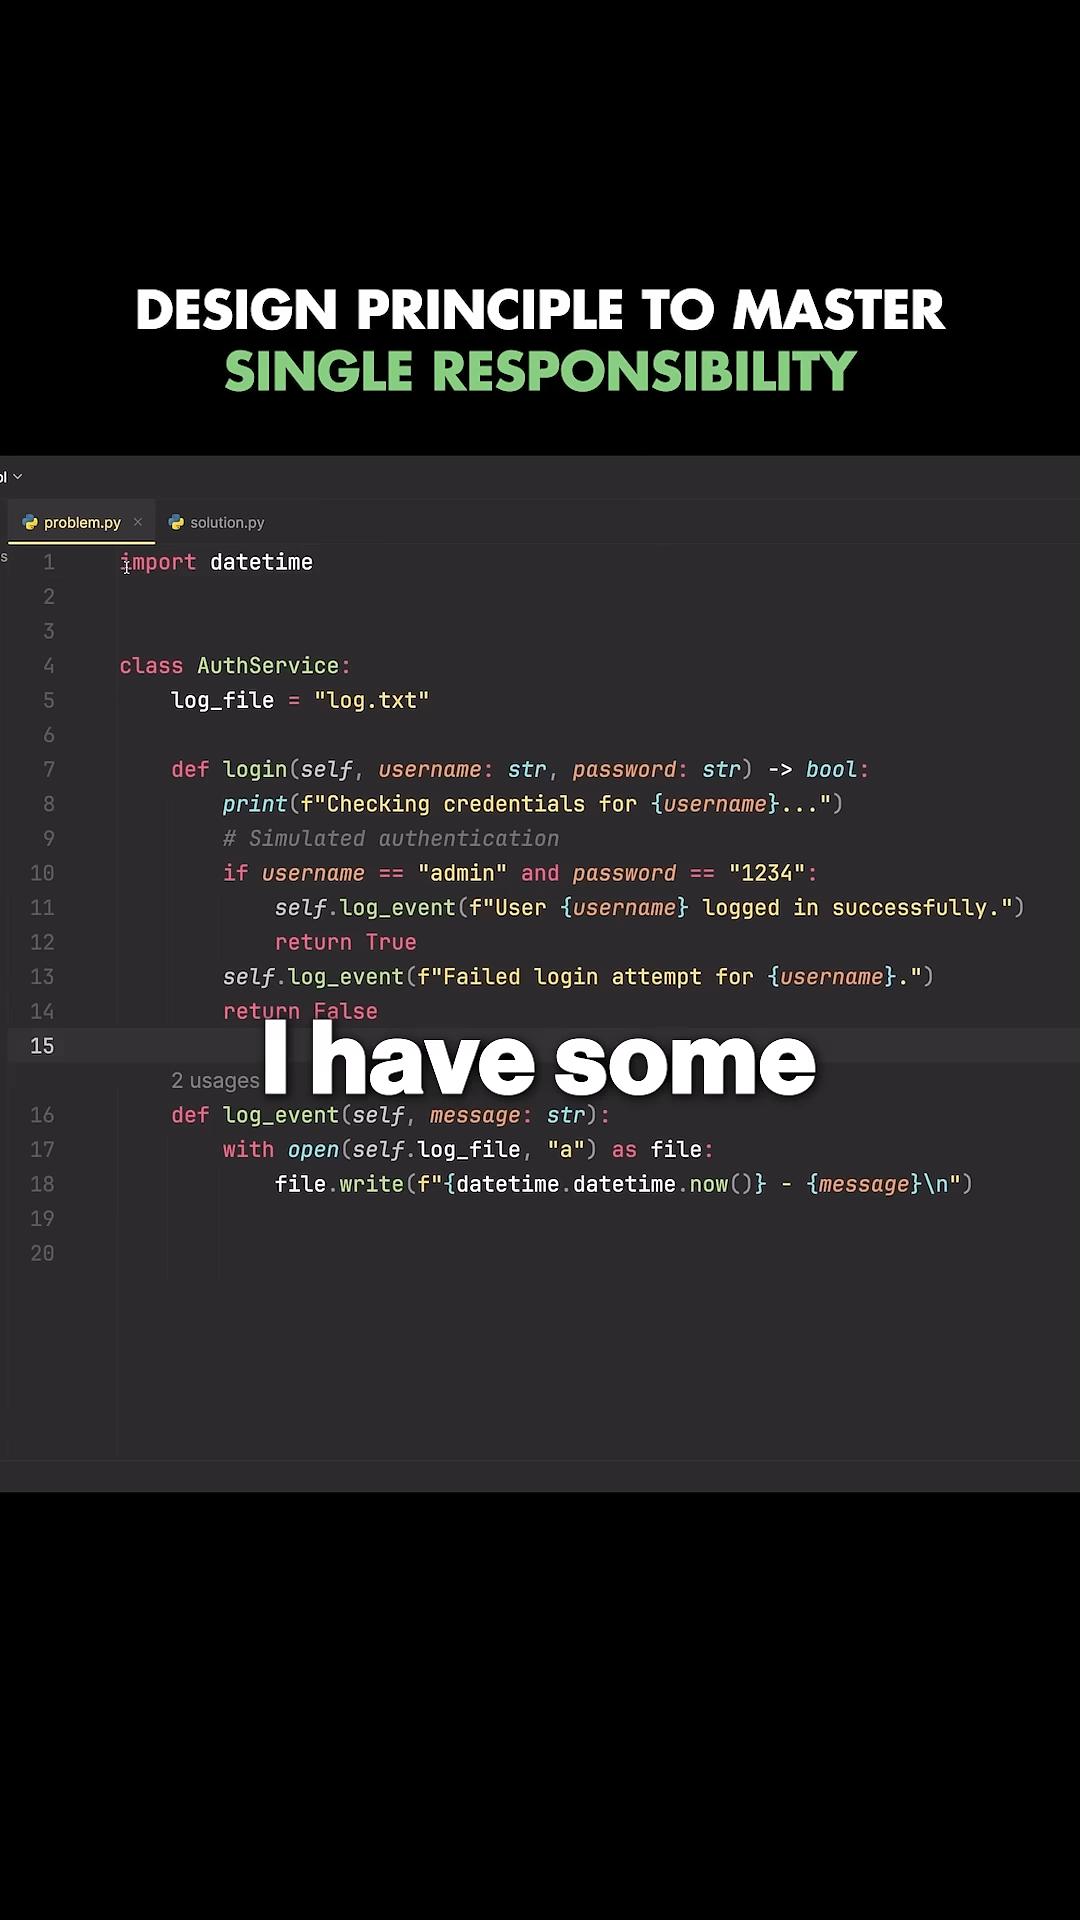 DESIGN PRINCIPLE TO MASTER
SINGLE RESPONSIBILITY
ol
problem.py × solution.py
s
1 import datetime
2
3
4 class AuthService:
5     log_file = "log.txt"
6
7     def login(self, username: str, password: str) -> bool:
8         print(f"Checking credentials for {username}...")
9         # Simulated authentication
10         if username == "admin" and password == "1234":
11             self.log_event(f"User {username} logged in successfully.")
12             return True
13         self.log_event(f"Failed login attempt for {username}.")
14         return False
15
I have some
2 usages
16     def log_event(self, message: str):
17         with open(self.log_file, "a") as file:
18             file.write(f"{datetime.datetime.now()} - {message}\n")
19
20